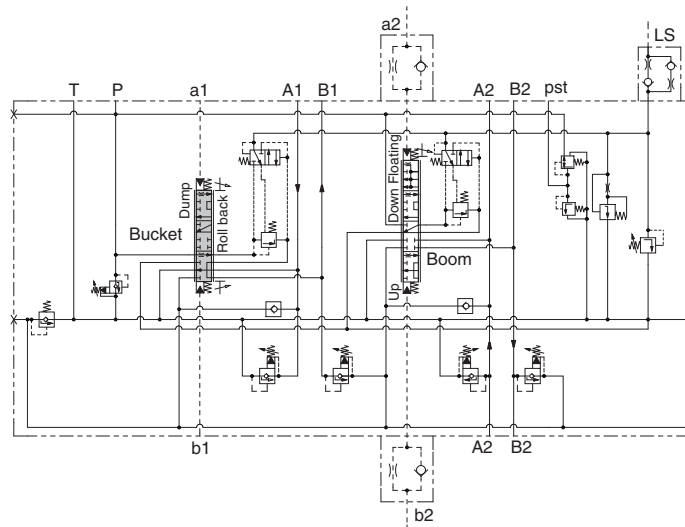 a2
LS
T
P
a1
A1
B1
A2
B2
pst
Dump
Roll back
Bucket
Down Floating
Up
Boom
b1
A2
B2
b2